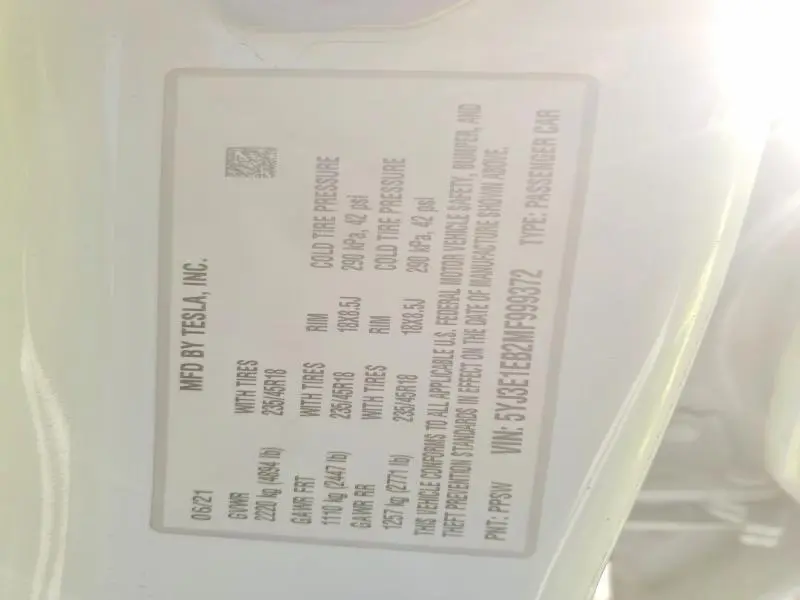 MFD BY TESLA, INC.
06/21
GVWR WITH TIRES RIM COLD TIRE PRESSURE
2220 kg (4894 lb) 235/45R18 18X8.5J 290 kPa, 42 psi
GAWR FRT WITH TIRES RIM COLD TIRE PRESSURE
1110 kg (2447 lb) 235/45R18 18X8.5J 290 kPa, 42 psi
GAWR RR WITH TIRES
1257 kg (2771 lb) 235/45R18
THIS VEHICLE CONFORMS TO ALL APPLICABLE U.S. FEDERAL MOTOR VEHICLE SAFETY, BUMPER, AND
THEFT PREVENTION STANDARDS IN EFFECT ON THE DATE OF MANUFACTURE SHOWN ABOVE.
PNT: PPSW VIN: 5YJ3E1EB2MF999372 TYPE: PASSENGER CAR